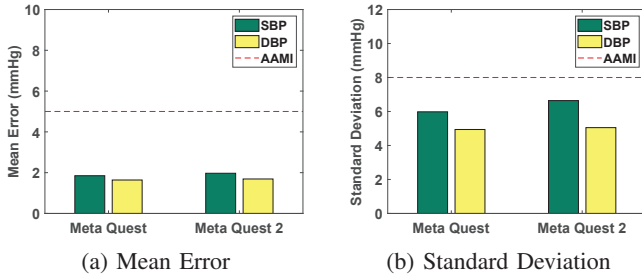 Mean Error (mmHg)
10
8
6
4
2
0
SBP
DBP
AAMI
Meta Quest
Meta Quest 2
(a) Mean Error
Standard Deviation (mmHg)
12
10
8
6
4
2
0
SBP
DBP
AAMI
Meta Quest
Meta Quest 2
(b) Standard Deviation